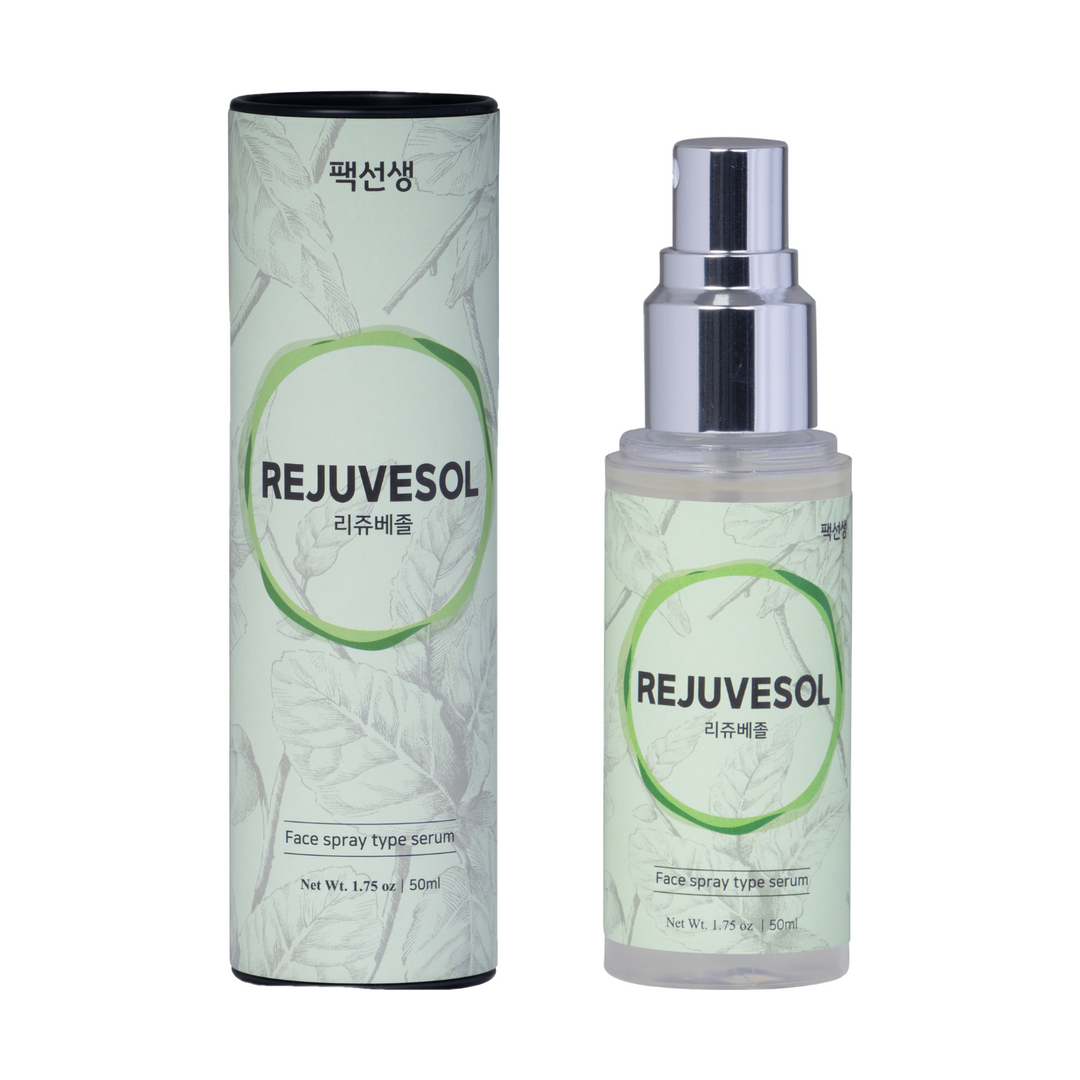 팩선생
REJUVESOL
리쥬베졸
Face spray type serum
Net Wt. 1.75 oz | 50ml
팩선생
REJUVESOL
리쥬베졸
Face spray type serum
Net Wt. 1.75 oz | 50ml